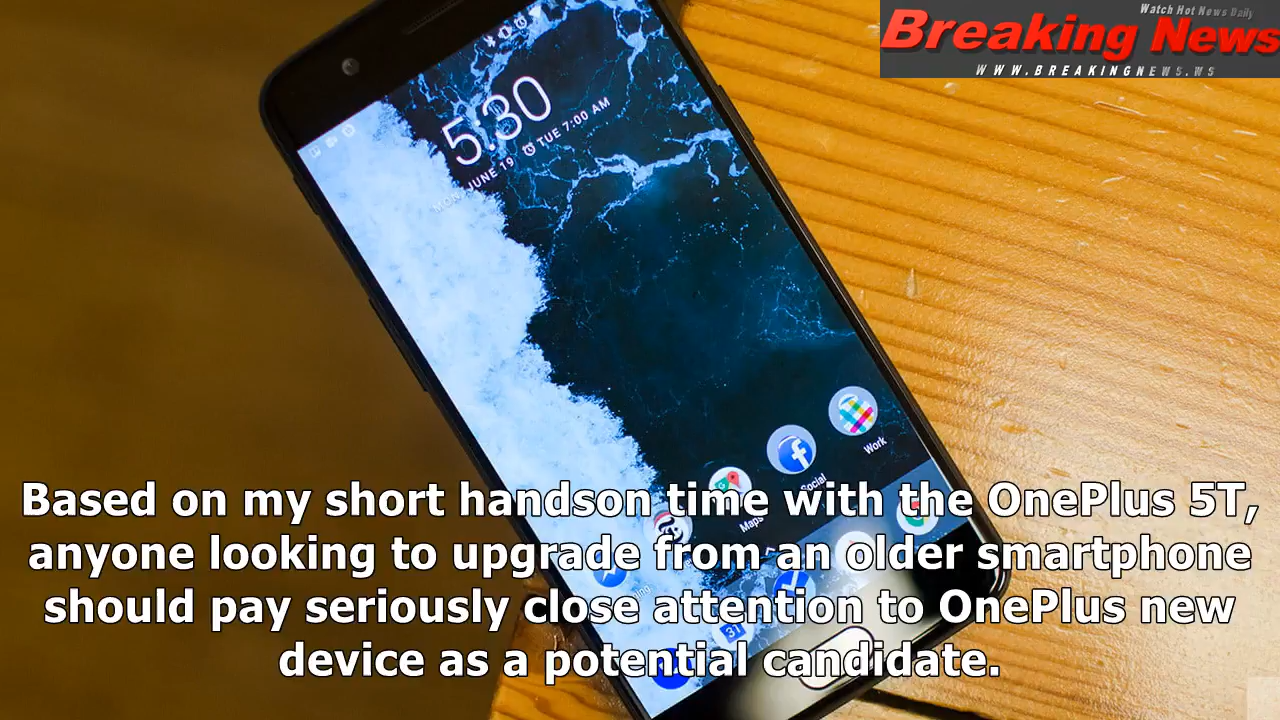 Watch Hot News Daily
Breaking News
WWW.BREAKINGNEWS.WS
5:30
MON, JUNE 19 TUE 7:00 AM
Work
Social
Maps
31
Based on my short handson time with the OnePlus 5T,
anyone looking to upgrade from an older smartphone
should pay seriously close attention to OnePlus new
device as a potential candidate.